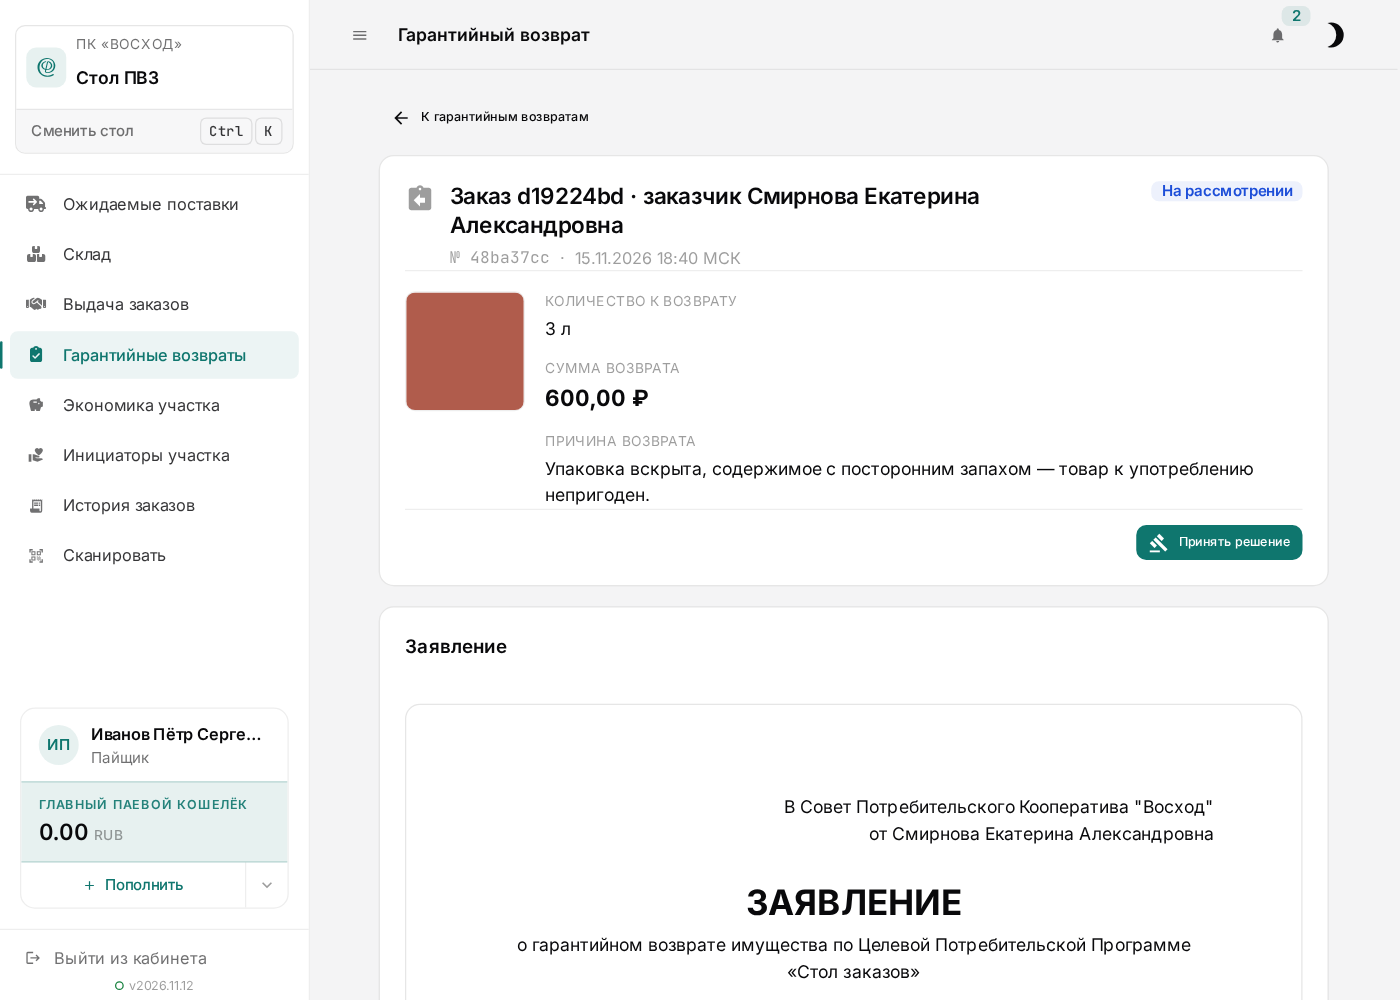 ПК «ВОСХОД»
Стол ПВЗ
Сменить стол
Ctrl K
Ожидаемые поставки
Склад
Выдача заказов
Гарантийные возвраты
Экономика участка
Инициаторы участка
История заказов
Сканировать
ИП
Иванов Пётр Серге...
Пайщик
ГЛАВНЫЙ ПАЕВОЙ КОШЕЛЁК
0.00 RUB
+ Пополнить
Выйти из кабинета
v2026.11.12
Гарантийный возврат
2
К гарантийным возвратам
Заказ d19224bd · заказчик Смирнова Екатерина
Александровна
На рассмотрении
№ 48ba37cc · 15.11.2026 18:40 МСК
КОЛИЧЕСТВО К ВОЗВРАТУ
3 л
СУММА ВОЗВРАТА
600,00 ₽
ПРИЧИНА ВОЗВРАТА
Упаковка вскрыта, содержимое с посторонним запахом — товар к употреблению
непригоден.
Принять решение
Заявление
В Совет Потребительского Кооператива "Восход"
от Смирнова Екатерина Александровна
ЗАЯВЛЕНИЕ
о гарантийном возврате имущества по Целевой Потребительской Программе
«Стол заказов»